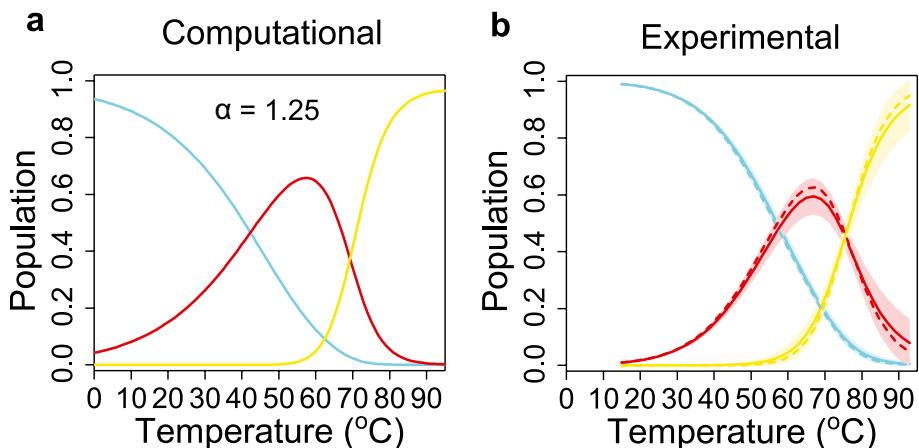 a
Computational
Population
1.0
0.8
0.6
0.4
0.2
0.0
α = 1.25
0 10 20 30 40 50 60 70 80 90
Temperature (°C)
b
Experimental
Population
1.0
0.8
0.6
0.4
0.2
0.0
0 10 20 30 40 50 60 70 80 90
Temperature (°C)